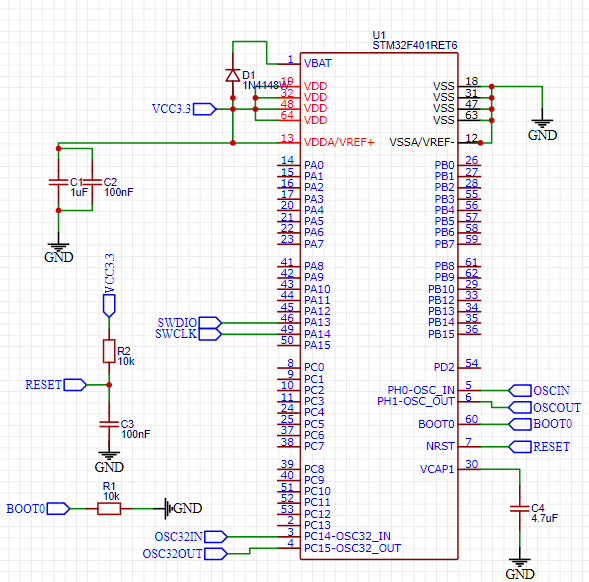 U1
STM32F401RET6
1 VBAT
D1
1N4148W
VCC3.3
19 VDD
32 VDD
48 VDD
64 VDD
13 VDDA/VREF+
VSS 18
VSS 31
VSS 47
VSS 63
VSSA/VREF- 12
GND
C1
1uF
C2
100nF
GND
14 PA0
15 PA1
16 PA2
17 PA3
20 PA4
21 PA5
22 PA6
23 PA7
41 PA8
42 PA9
43 PA10
44 PA11
45 PA12
SWDIO 46 PA13
SWCLK 49 PA14
50 PA15
PB0 26
PB1 27
PB2 28
PB3 55
PB4 56
PB5 57
PB6 58
PB7 59
PB8 61
PB9 62
PB10 29
PB12 33
PB13 34
PB14 35
PB15 36
VCC3.3
R2
10k
RESET
C3
100nF
GND
8 PC0
9 PC1
10 PC2
11 PC3
24 PC4
25 PC5
37 PC6
38 PC7
39 PC8
40 PC9
51 PC10
52 PC11
53 PC12
2 PC13
OSC32IN 3 PC14-OSC32_IN
OSC32OUT 4 PC15-OSC32_OUT
PD2 54
PH0-OSC_IN 5 OSCIN
PH1-OSC_OUT 6 OSCOUT
BOOT0 60 BOOT0
NRST 7 RESET
VCAP1 30
C4
4.7uF
GND
BOOT0
R1
10k
GND